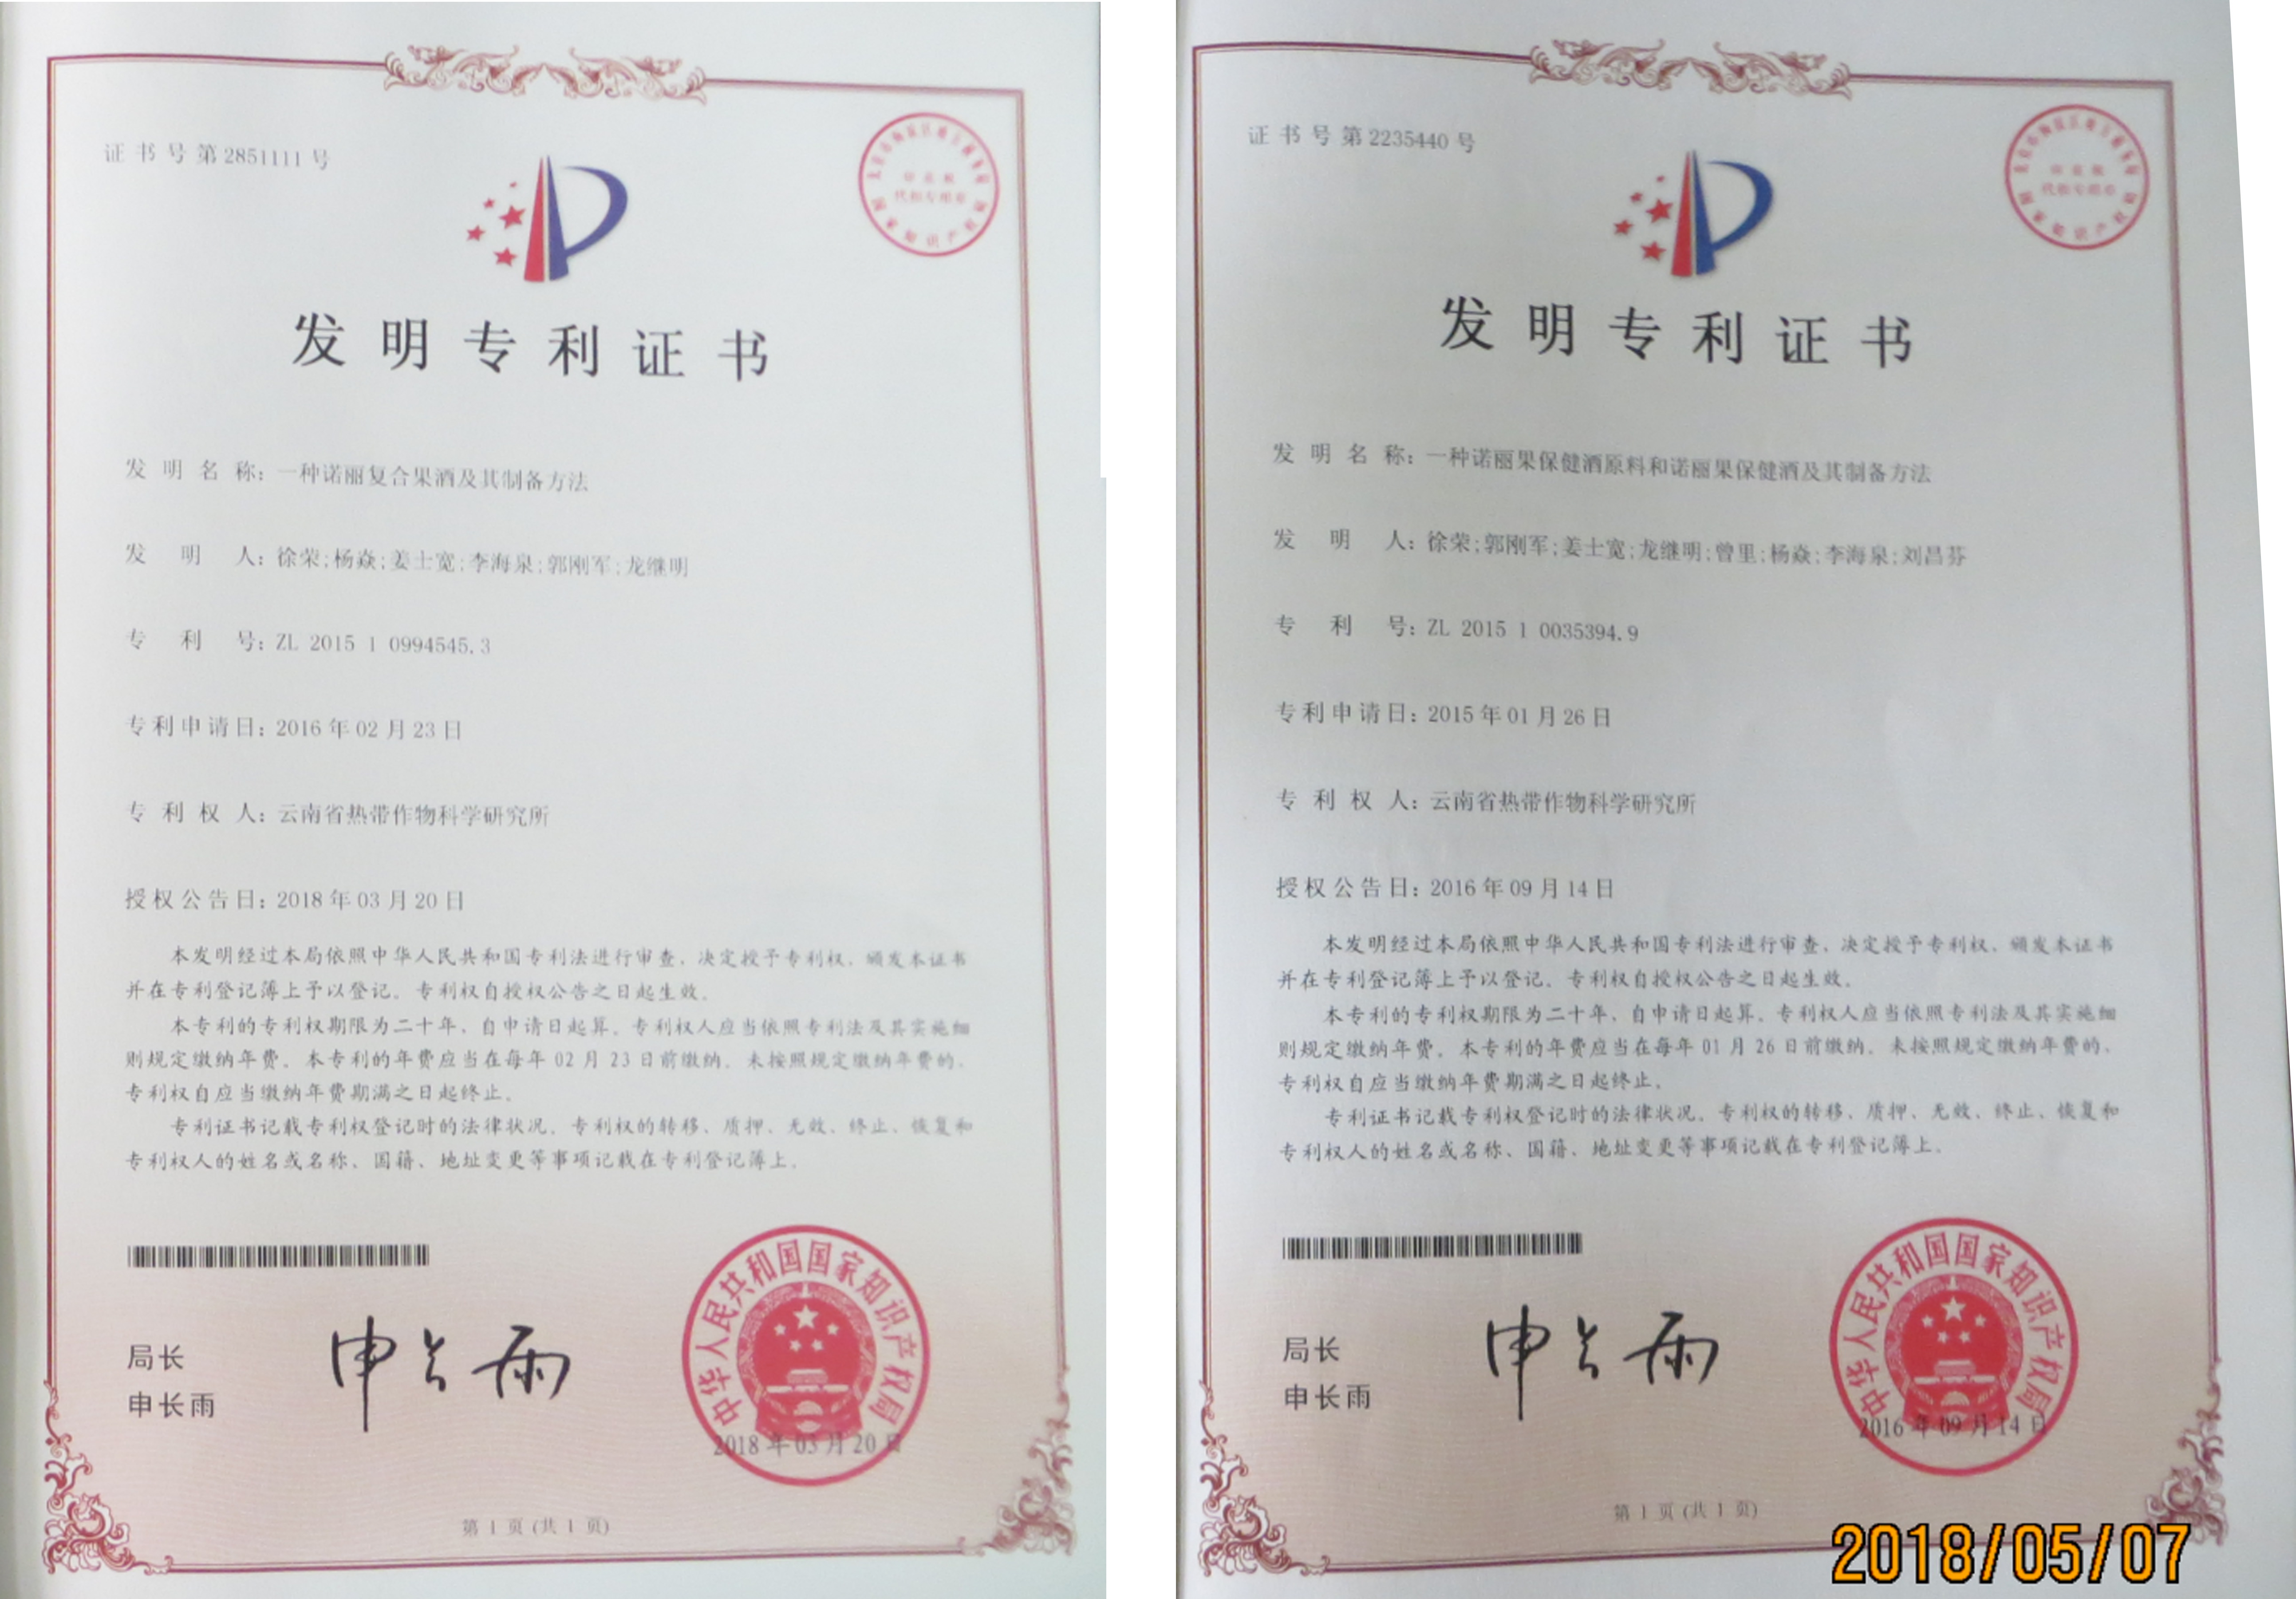 证书号第2851111号
发明专利证书
发明名称：一种诺丽复合果酒及其制备方法
发明人：徐荣;杨焱;姜士宽;李海泉;郭刚军;龙继明
专利号：ZL 2015 1 0994545.3
专利申请日：2016年02月23日
专利权人：云南省热带作物科学研究所
授权公告日：2018年03月20日
本发明经过本局依照中华人民共和国专利法进行审查，决定授予专利权，颁发本证书
并在专利登记簿上予以登记。专利权自授权公告之日起生效。
本专利的专利权期限为二十年，自申请日起算。专利权人应当依照专利法及其实施细
则规定缴纳年费。本专利的年费应当在每年02月23日前缴纳。未按照规定缴纳年费的，
专利权自应当缴纳年费期满之日起终止。
专利证书记载专利权登记时的法律状况。专利权的转移、质押、无效、终止、恢复和
专利权人的姓名或名称、国籍、地址变更等事项记载在专利登记簿上。
局长
申长雨
申长雨
中华人民共和国国家知识产权局
2018年03月20日
第1页(共1页)
证书号第2235440号
发明专利证书
发明名称：一种诺丽果保健酒原料和诺丽果保健酒及其制备方法
发明人：徐荣;郭刚军;姜士宽;龙继明;曾里;杨焱;李海泉;刘昌芬
专利号：ZL 2015 1 0035394.9
专利申请日：2015年01月26日
专利权人：云南省热带作物科学研究所
授权公告日：2016年09月14日
本发明经过本局依照中华人民共和国专利法进行审查，决定授予专利权，颁发本证书
并在专利登记簿上予以登记。专利权自授权公告之日起生效。
本专利的专利权期限为二十年，自申请日起算。专利权人应当依照专利法及其实施细
则规定缴纳年费。本专利的年费应当在每年01月26日前缴纳。未按照规定缴纳年费的，
专利权自应当缴纳年费期满之日起终止。
专利证书记载专利权登记时的法律状况。专利权的转移、质押、无效、终止、恢复和
专利权人的姓名或名称、国籍、地址变更等事项记载在专利登记簿上。
局长
申长雨
申长雨
中华人民共和国国家知识产权局
2016年09月14日
第1页(共1页)
2018/05/07